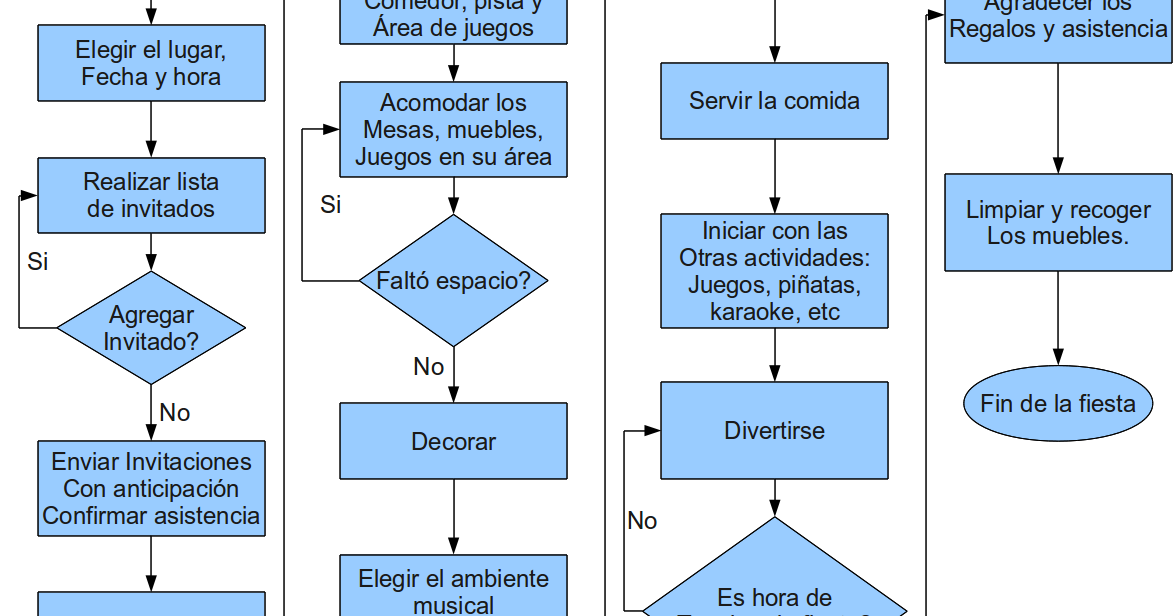 Elegir el lugar,
Fecha y hora
Realizar lista
de invitados
Si
Agregar
Invitado?
No
Enviar Invitaciones
Con anticipación
Confirmar asistencia
Comedor, pista y
Área de juegos
Acomodar los
Mesas, muebles,
Juegos en su área
Si
Faltó espacio?
No
Decorar
Elegir el ambiente
musical
Servir la comida
Iniciar con las
Otras actividades:
Juegos, piñatas,
karaoke, etc
Divertirse
No
Es hora de
Agradecer los
Regalos y asistencia
Limpiar y recoger
Los muebles.
Fin de la fiesta